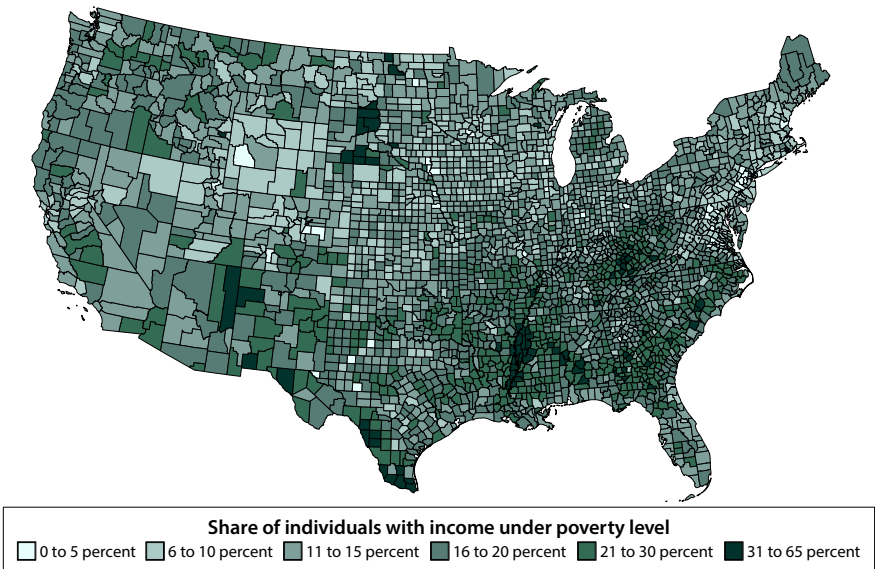 Share of individuals with income under poverty level
0 to 5 percent 6 to 10 percent 11 to 15 percent 16 to 20 percent 21 to 30 percent 31 to 65 percent